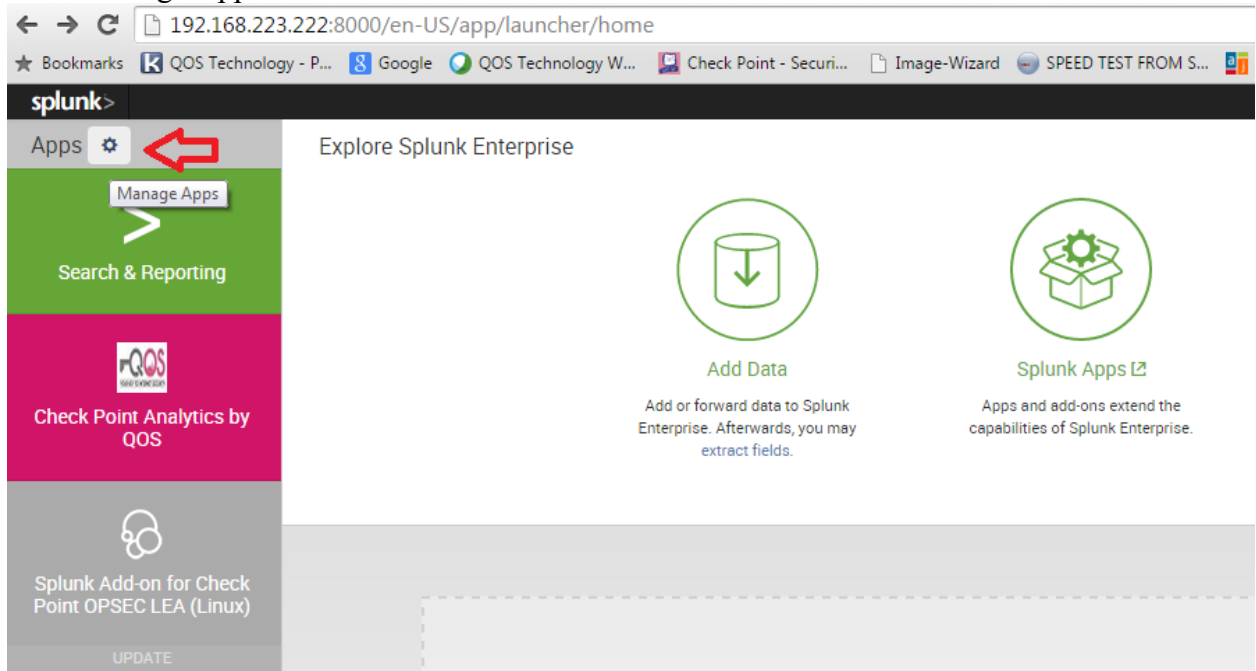 192.168.223.222:8000/en-US/app/launcher/home
Bookmarks QOS Technology - P... Google QOS Technology W... Check Point - Securi... Image-Wizard SPEED TEST FROM S...
splunk>
Apps
Explore Splunk Enterprise
Manage Apps
>
Search & Reporting
QOS
Check Point Analytics by
QOS
Add Data
Add or forward data to Splunk
Enterprise. Afterwards, you may
extract fields.
Splunk Apps
Apps and add-ons extend the
capabilities of Splunk Enterprise.
Splunk Add-on for Check
Point OPSEC LEA (Linux)
UPDATE